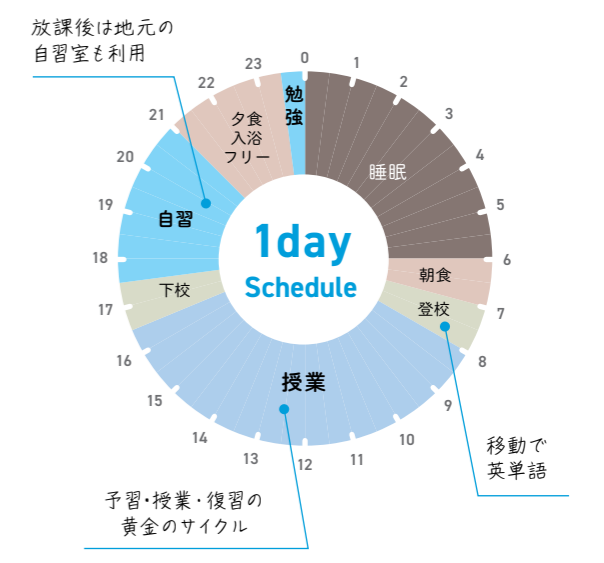 放課後は地元の
自習室も利用
0
1
2
3
4
5
6
7
8
9
10
11
12
13
14
15
16
17
18
19
20
21
22
23
勉
強
睡眠
朝食
登校
授業
下校
自習
夕食
入浴
フリー
1day
Schedule
移動で
英単語
予習・授業・復習の
黄金のサイクル